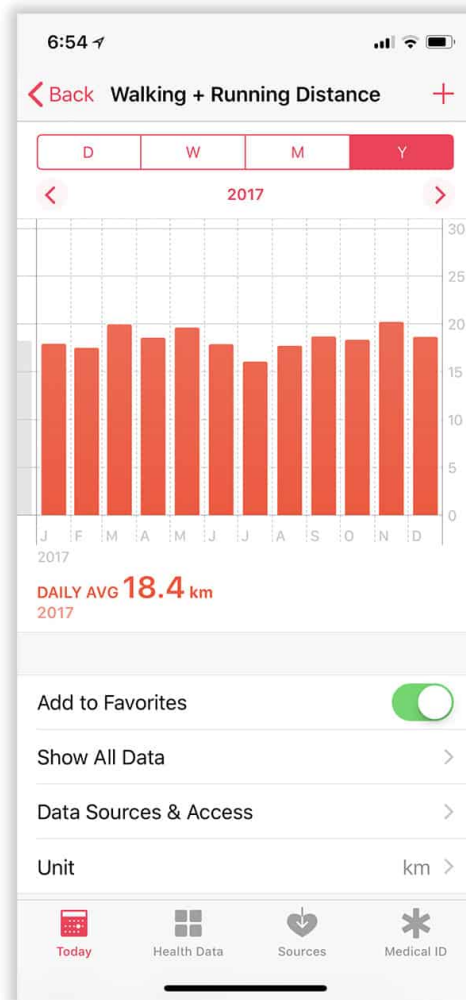 6:54
Back Walking + Running Distance +
D W M Y
2017
30
25
20
15
10
5
0
J F M A M J J A S O N D
2017
DAILY AVG 18.4 km
2017
Add to Favorites
Show All Data
Data Sources & Access
Unit km
Today Health Data Sources Medical ID